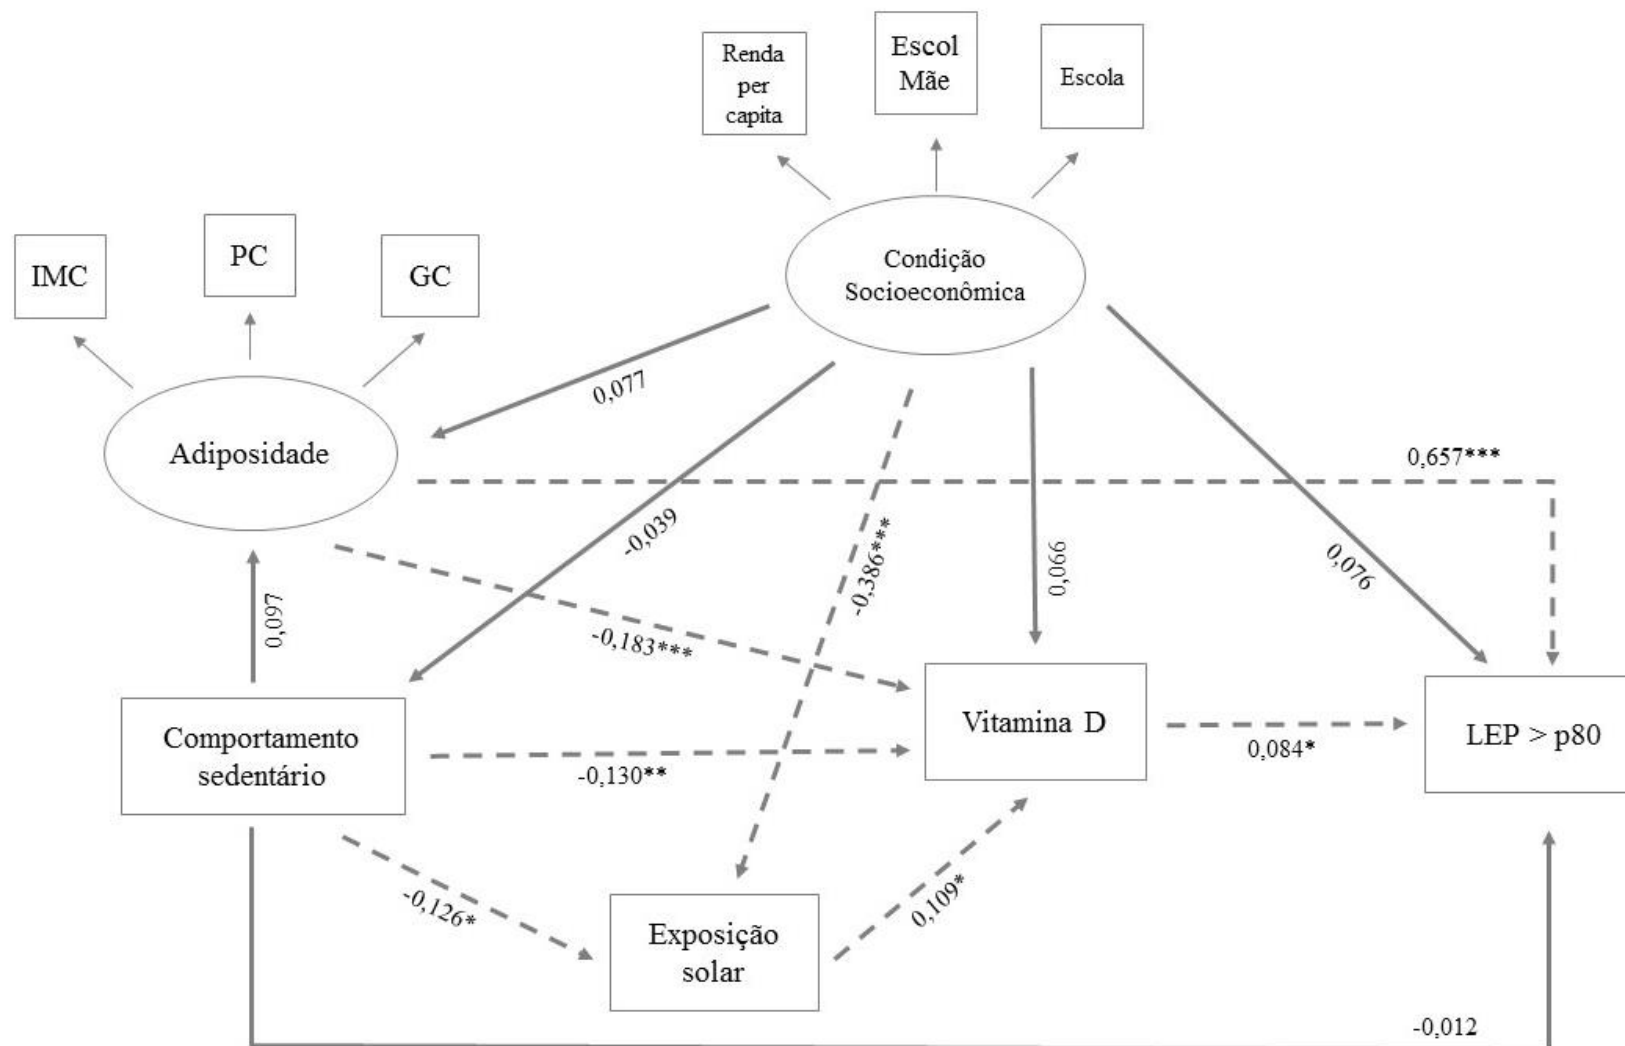 Renda
per
capita
Escol
Mãe
Escola
IMC
PC
GC
Condição
Socioeconômica
0,077
Adiposidade
0,657***
-0,039
-0,386***
0,066
0,076
0,097
-0,183***
Comportamento
sedentário
Vitamina D
LEP > p80
-0,130**
0,084*
-0,126*
0,109*
Exposição
solar
-0,012